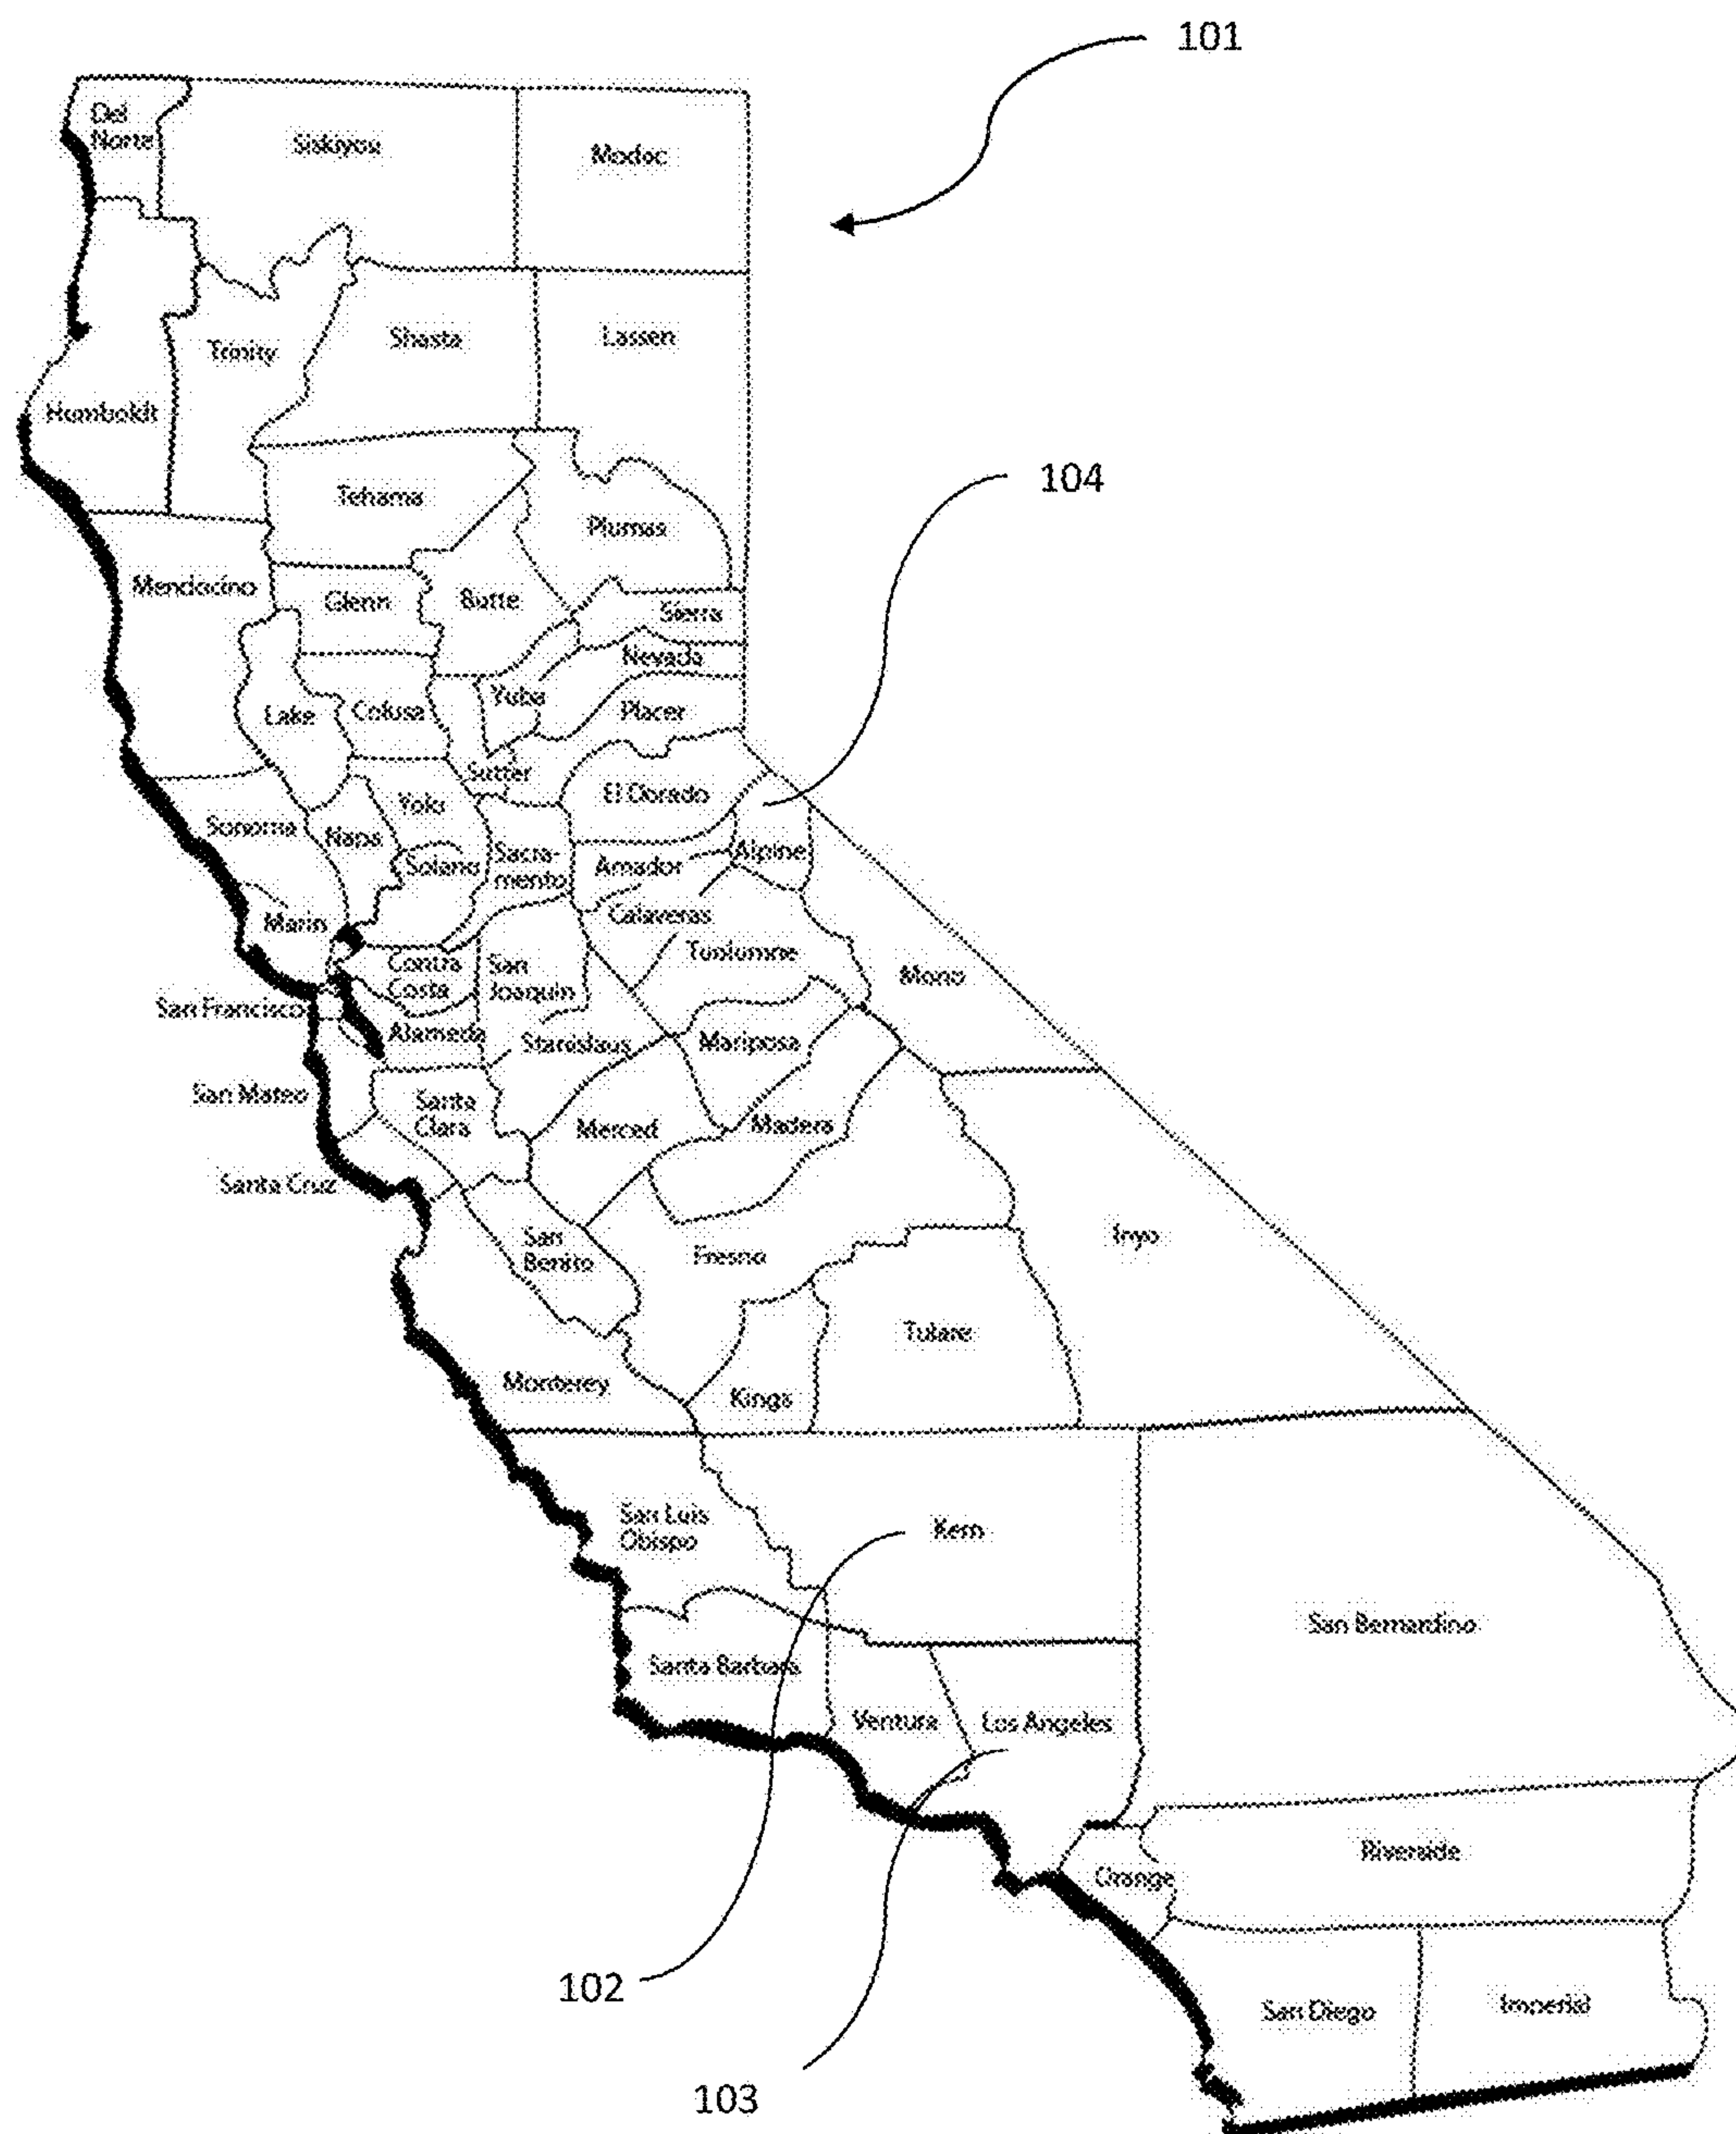 101
Del
Norte
Siskiyou
Modoc
Trinity
Shasta
Lassen
Humboldt
104
Tehama
Plumas
Mendocino
Glenn
Butte
Sierra
Nevada
Lake
Colusa
Yuba
Placer
Sutter
El Dorado
Yolo
Sonoma
Napa
Solano
Sacra-
mento
Amador
Alpine
Marin
Calaveras
Tuolumne
Contra
Costa
San
Joaquin
Mono
San Francisco
Alameda
Stanislaus
Mariposa
San Mateo
Santa
Clara
Merced
Madera
Santa Cruz
San
Benito
Fresno
Inyo
Tulare
Monterey
Kings
San Luis
Obispo
Kern
San Bernardino
Santa Barbara
Ventura
Los Angeles
Riverside
Orange
102
San Diego
Imperial
103